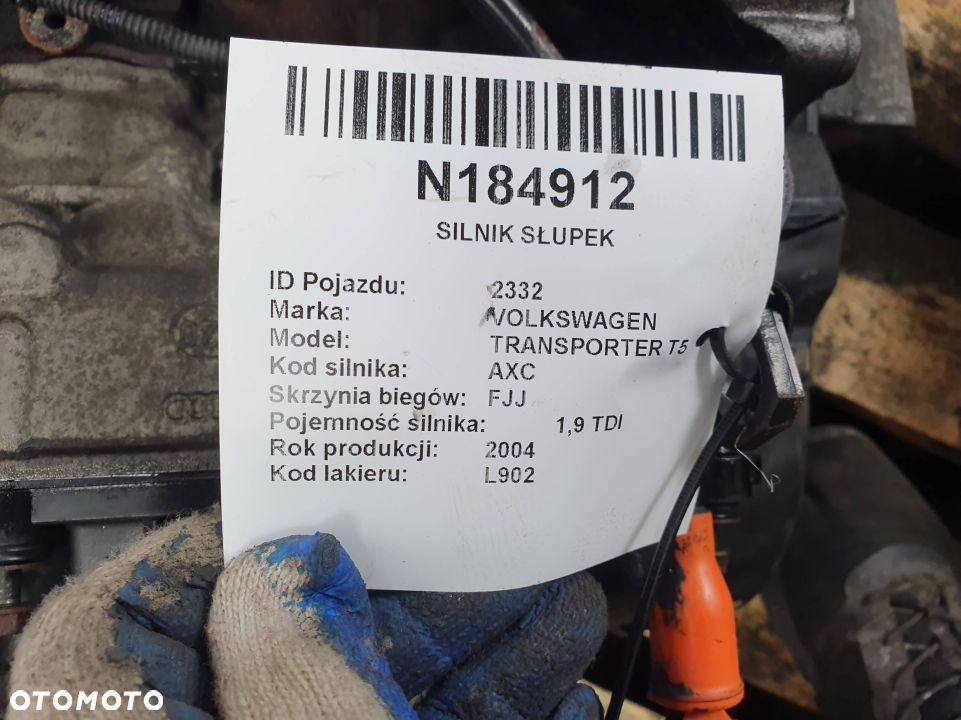 N184912
SILNIK SŁUPEK
ID Pojazdu: 2332
Marka: VOLKSWAGEN
Model: TRANSPORTER T5
Kod silnika: AXC
Skrzynia biegów: FJJ
Pojemność silnika: 1,9 TDI
Rok produkcji: 2004
Kod lakieru: L902
OTOMOTO